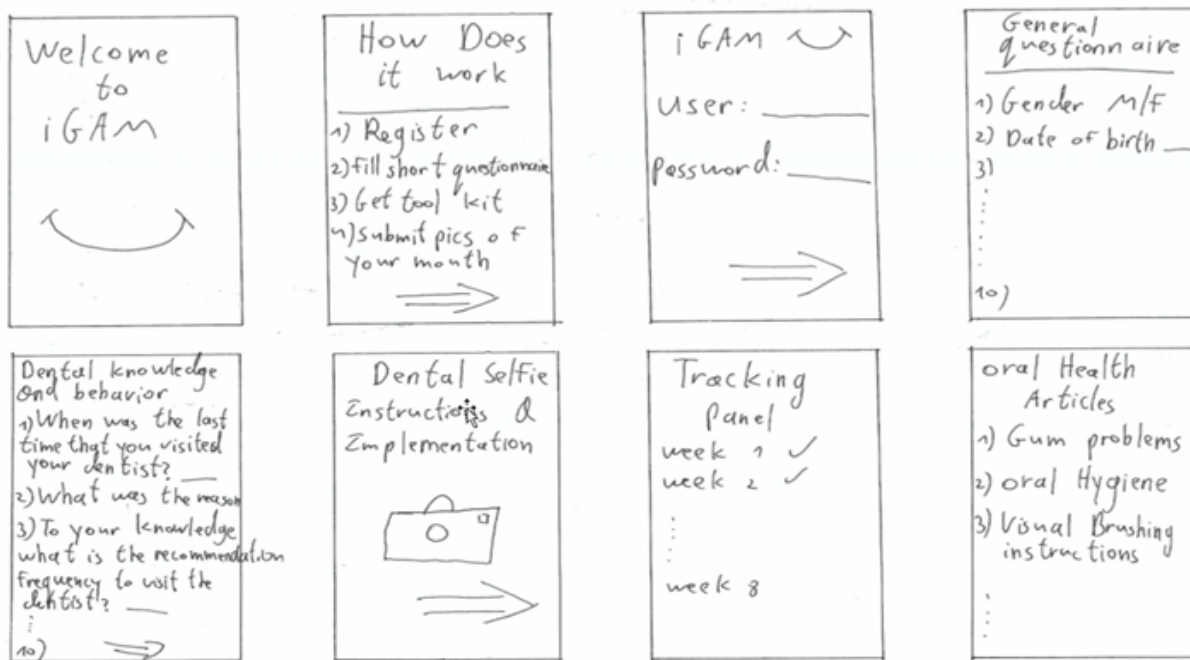 Welcome
to
iGAM
How Does
it work
1) Register
2) Fill short questionnaire
3) Get tool kit
4) Submit pics of
your mouth
iGAM
User:
Password:
General
questionnaire
1) Gender M/F
2) Date of birth
3)
10)
Dental knowledge
and behavior
1) When was the last
time that you visited
your dentist?
2) What was the reason
3) To your knowledge
what is the recommendation
frequency to visit the
dentist?
10)
Dental Selfie
Instructions &
Implementation
Tracking
Panel
week 1 ✓
week 2 ✓
week 8
oral Health
Articles
1) Gum problems
2) oral Hygiene
3) Visual Brushing
instructions